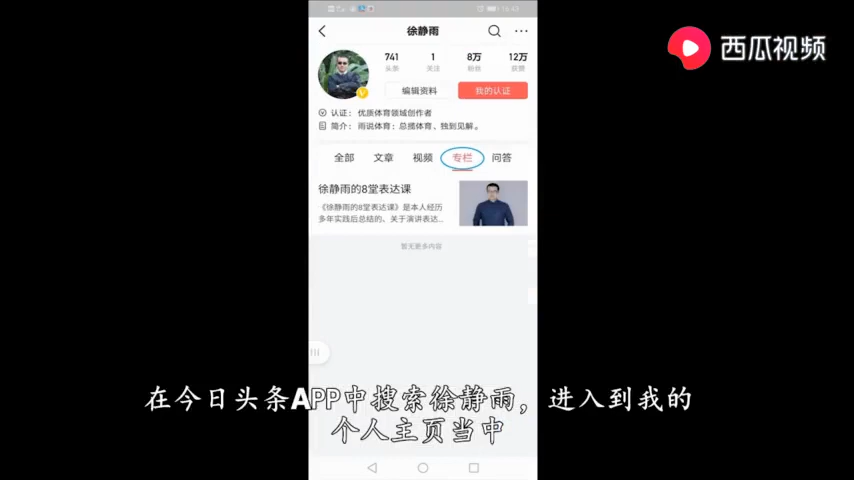 16:43
徐静雨
西瓜视频
741
1
8万
12万
头条
关注
粉丝
获赞
编辑资料
我的认证
认证： 优质体育领域创作者
简介： 雨说体育：总揽体育、独到见解。
全部
文章
视频
专栏
问答
徐静雨的8堂表达课
《徐静雨的8堂表达课》是本人经历
多年实践后总结的、关于演讲表达...
暂无更多内容
在今日头条APP中搜索徐静雨，进入到我的
个人主页当中